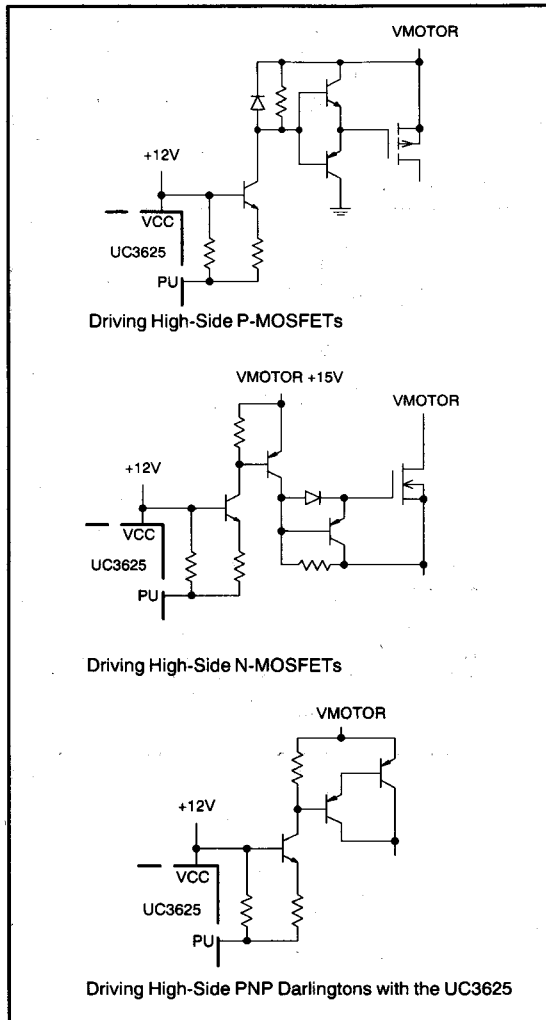 VMOTOR
+12V
VCC
UC3625
PU
Driving High-Side P-MOSFETs
VMOTOR +15V
VMOTOR
+12V
VCC
UC3625
PU
Driving High-Side N-MOSFETs
VMOTOR
+12V
VCC
UC3625
PU
Driving High-Side PNP Darlingtons with the UC3625